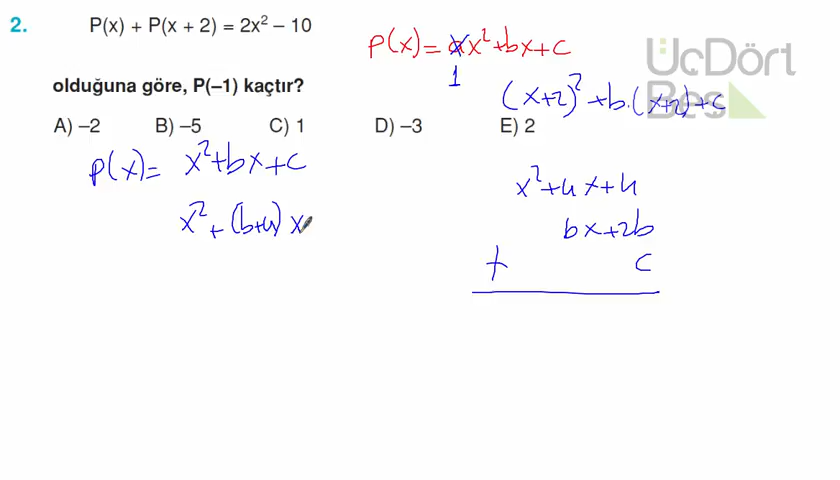 2. P(x) + P(x + 2) = 2x² – 10
P(x) = ax² + bx + c
1
olduğuna göre, P(–1) kaçtır?
(x+2)² + b.(x+2) + c
A) –2 B) –5 C) 1 D) –3 E) 2
P(x) = x² + bx + c
x² + 4x + 4
x² + (b+4) x
bx + 2b
+ c
ÜçDört
Beş